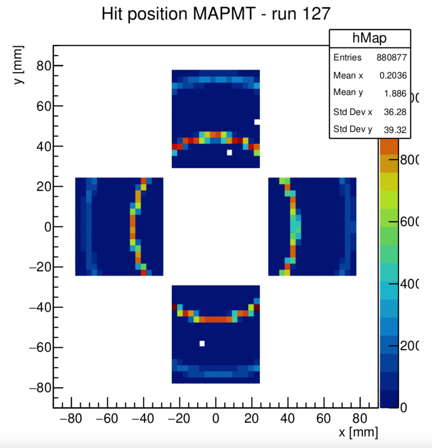 Hit position MAPMT - run 127
hMap
Entries 880877
Mean x 0.2036
Mean y 1.886
Std Dev x 36.28
Std Dev y 39.32
y [mm]
80
60
40
20
0
−20
−40
−60
−80
−80 −60 −40 −20 0 20 40 60 80
x [mm]
800
400
200
0